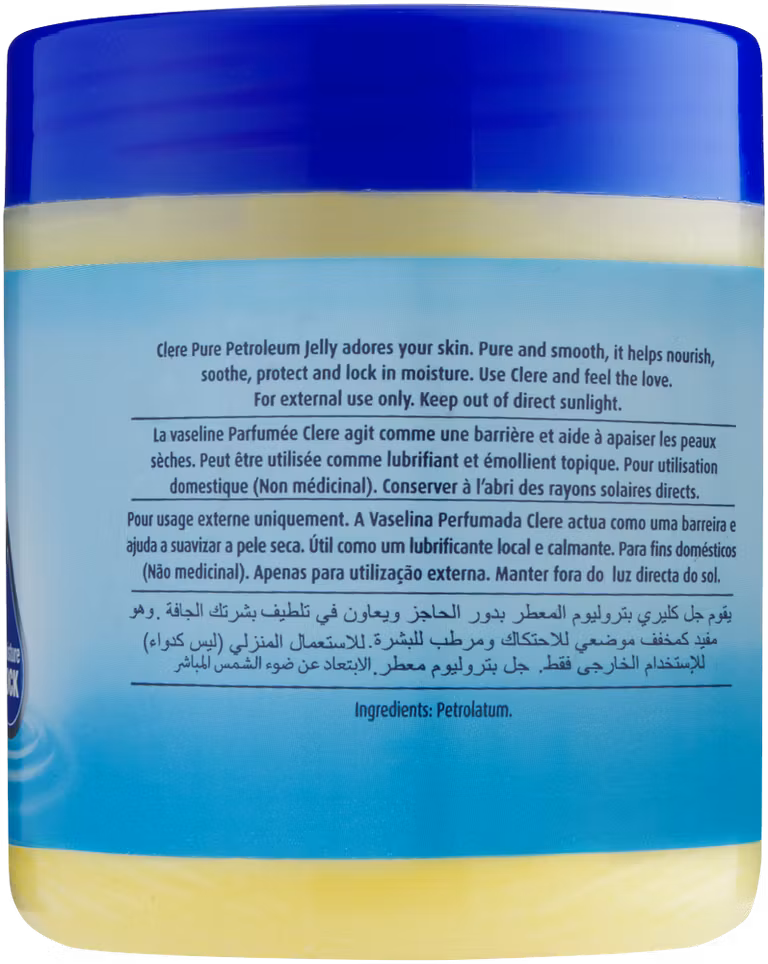 Clere Pure Petroleum Jelly adores your skin. Pure and smooth, it helps nourish,
soothe, protect and lock in moisture. Use Clere and feel the love.
For external use only. Keep out of direct sunlight.
La vaseline Parfumée Clere agit comme une barrière et aide à apaiser les peaux
sèches. Peut être utilisée comme lubrifiant et émollient topique. Pour utilisation
domestique (Non médicinal). Conserver à l'abri des rayons solaires directs.
Pour usage externe uniquement. A Vaselina Perfumada Clere actua como uma barreira e
ajuda a suavizar a pele seca. Útil como um lubrificante local e calmante. Para fins domésticos
(Não medicinal). Apenas para utilização externa. Manter fora do luz directa do sol.
يقوم جل كليري بتروليوم المعطر بدور الحاجز ويعاون في تلطيف بشرتك الجافة .وهو
مفيد كمخفف موضعي للاحتكاك ومرطب للبشرة.للاستعمال المنزلي (ليس كدواء)
للإستخدام الخارجى فقط. جل بتروليوم معطر.الابتعاد عن ضوء الشمس المباشر
Ingredients: Petrolatum.